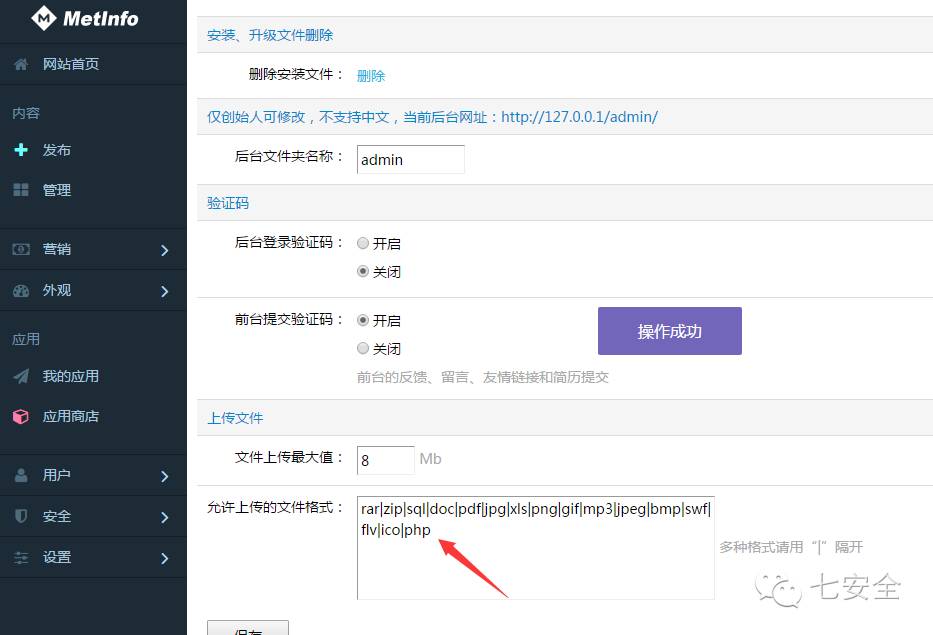 MetInfo
网站首页
内容
发布
管理
营销
外观
应用
我的应用
应用商店
用户
安全
设置
安装、升级文件删除
删除安装文件： 删除
仅创始人可修改，不支持中文，当前后台网址：http://127.0.0.1/admin/
后台文件夹名称： admin
验证码
后台登录验证码： 开启
关闭
前台提交验证码： 开启
操作成功
关闭
前台的反馈、留言、友情链接和简历提交
上传文件
文件上传最大值： 8 Mb
允许上传的文件格式： rar|zip|sql|doc|pdf|jpg|xls|png|gif|mp3|jpeg|bmp|swf|
flv|ico|php
多种格式请用“|”隔开
七安全
保存